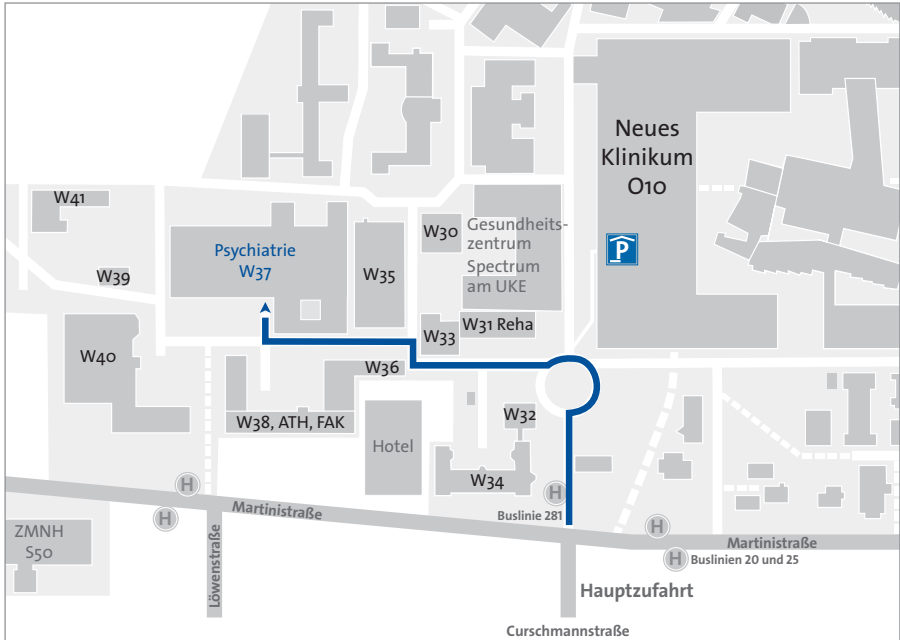 Neues
Klinikum
O10
P
W41
W39
Psychiatrie
W37
W35
W30
Gesundheits-
zentrum
Spectrum
am UKE
W33
W31 Reha
W40
W36
W38, ATH, FAK
W32
Hotel
W34
H
H
H
Buslinie 281
H
H
Martinistraße
Martinistraße
Buslinien 20 und 25
ZMNH
S50
Löwenstraße
Hauptzufahrt
Curschmannstraße